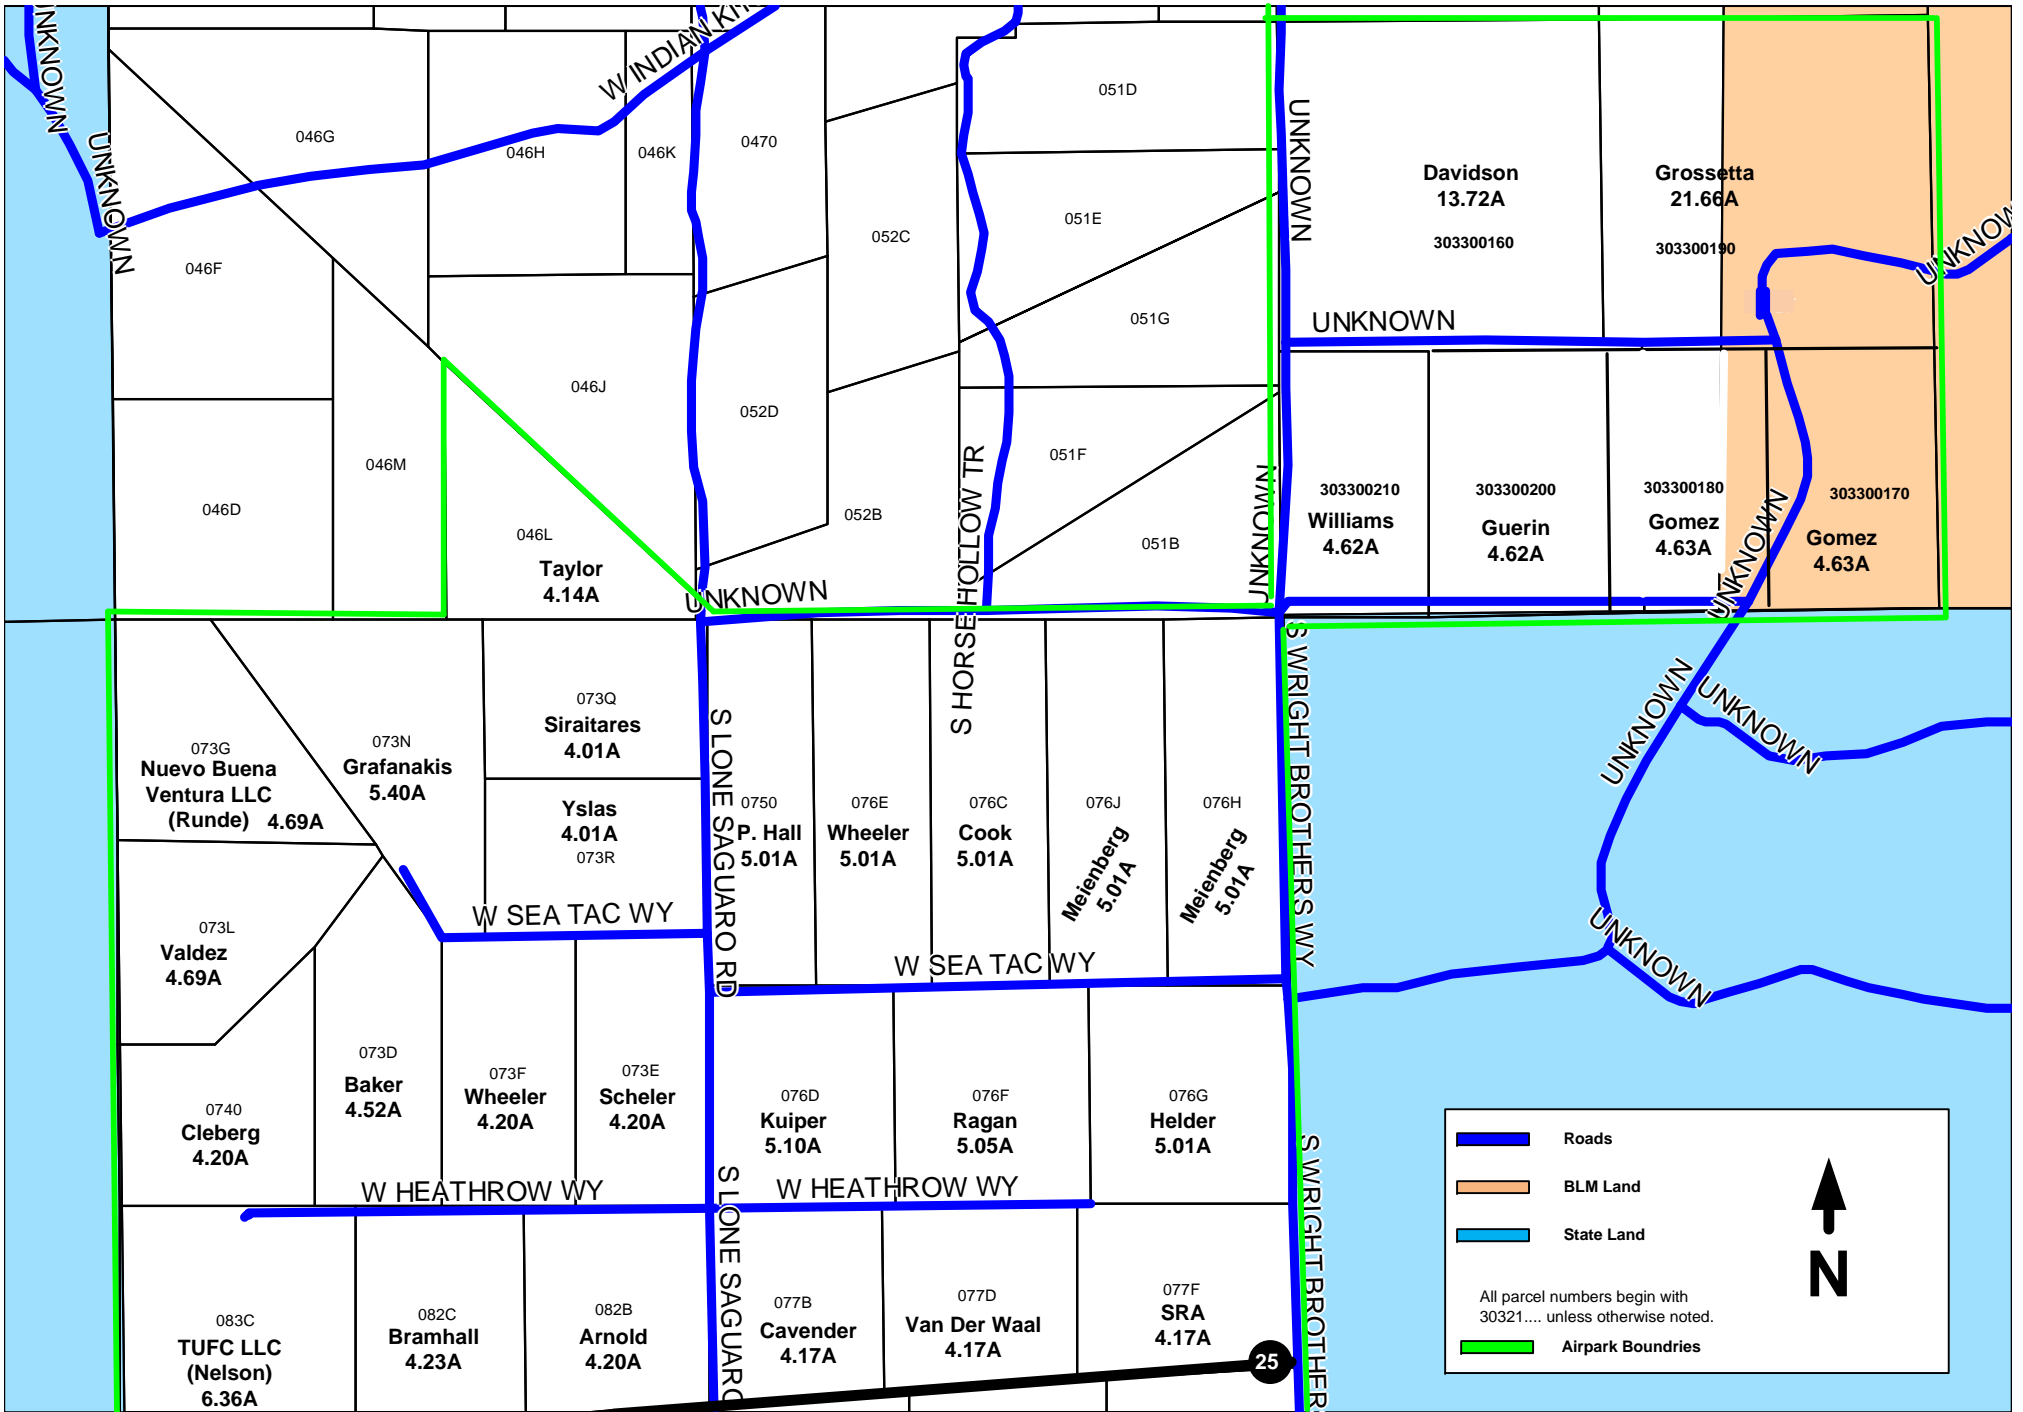 UNKNOWN
UNKNOWN
W INDIAN
046G
046H
046K
0470
051D
UNKNOWN
Davidson
13.72A
303300160
Grossetta
21.66A
303300190
UNKNOWN
046F
052C
051E
051G
UNKNOWN
046J
052D
051F
046M
046D
046L
Taylor
4.14A
052B
051B
UNKNOWN
S HORSE HOLLOW TR
UNKNOWN
303300210
Williams
4.62A
303300200
Guerin
4.62A
303300180
Gomez
4.63A
303300170
Gomez
4.63A
UNKNOWN
073G
Nuevo Buena
Ventura LLC
(Runde) 4.69A
073N
Grafanakis
5.40A
073Q
Siraitares
4.01A
Yslas
4.01A
073R
S LONE SAGUARO RD
0750
P. Hall
5.01A
076E
Wheeler
5.01A
076C
Cook
5.01A
076J
Meienberg
5.01A
076H
Meienberg
5.01A
S WRIGHT BROTHERS WY
UNKNOWN
UNKNOWN
UNKNOWN
W SEA TAC WY
W SEA TAC WY
073L
Valdez
4.69A
0740
Cleberg
4.20A
073D
Baker
4.52A
073F
Wheeler
4.20A
073E
Scheler
4.20A
076D
Kuiper
5.10A
076F
Ragan
5.05A
076G
Helder
5.01A
W HEATHROW WY
W HEATHROW WY
083C
TUFC LLC
(Nelson)
6.36A
082C
Bramhall
4.23A
082B
Arnold
4.20A
S LONE SAGUARO
077B
Cavender
4.17A
077D
Van Der Waal
4.17A
077F
SRA
4.17A
25
S WRIGHT BROTHER
Roads
BLM Land
State Land
N
All parcel numbers begin with
30321.... unless otherwise noted.
Airpark Boundries